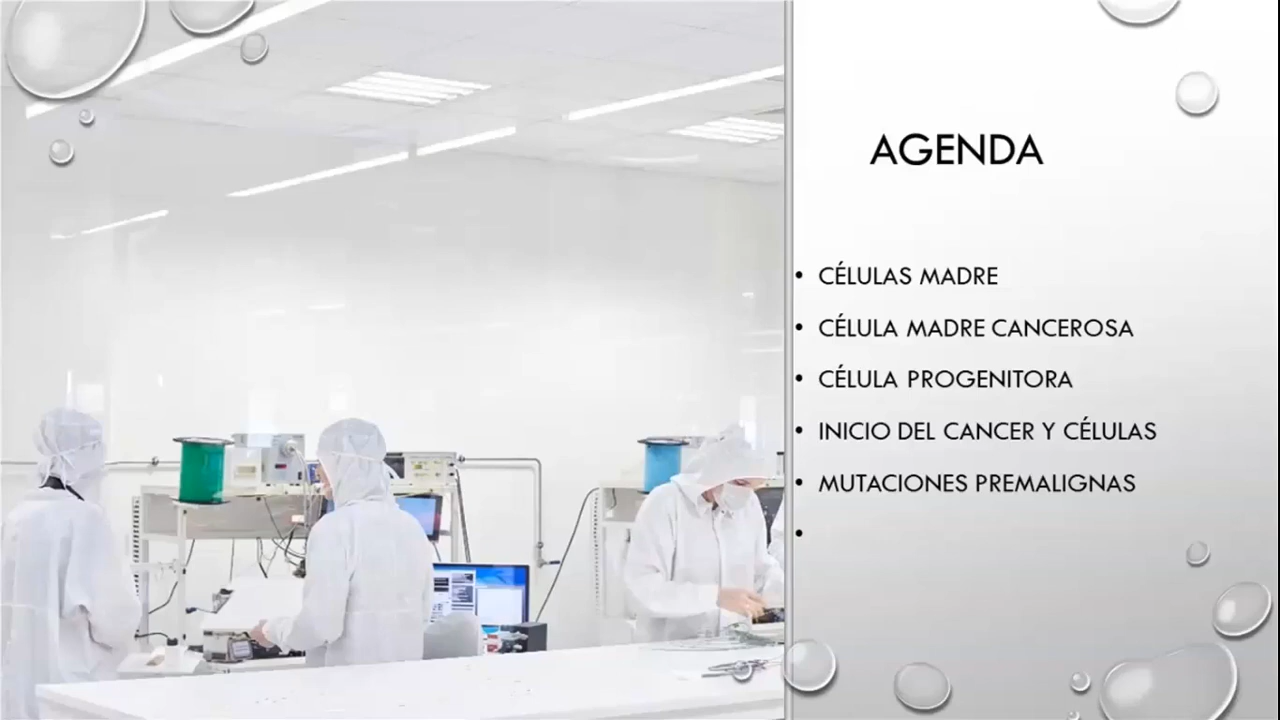 AGENDA
• CÉLULAS MADRE
• CÉLULA MADRE CANCEROSA
• CÉLULA PROGENITORA
• INICIO DEL CANCER Y CÉLULAS
• MUTACIONES PREMALIGNAS
•